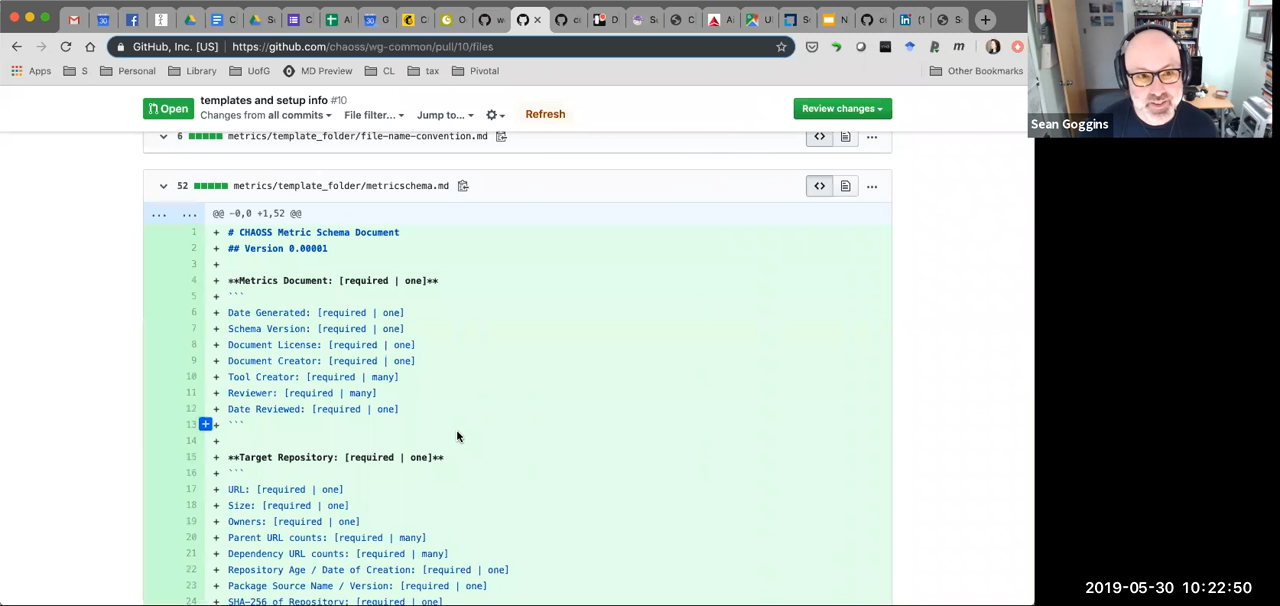 GitHub, Inc. [US] | https://github.com/chaoss/wg-common/pull/10/files
Apps S Personal Library UofG MD Preview CL tax Pivotal Other Bookmarks
Sean Goggins
Open templates and setup info #10
Changes from all commits File filter... Jump to... Refresh Review changes
6 metrics/template_folder/file-name-convention.md
52 metrics/template_folder/metricschema.md
... ... @@ -0,0 +1,52 @@
1 + # CHAOSS Metric Schema Document
2 + ## Version 0.00001
3 +
4 + **Metrics Document: [required | one]**
5 + ```
6 + Date Generated: [required | one]
7 + Schema Version: [required | one]
8 + Document License: [required | one]
9 + Document Creator: [required | one]
10 + Tool Creator: [required | many]
11 + Reviewer: [required | many]
12 + Date Reviewed: [required | one]
13 + ```
14 +
15 + **Target Repository: [required | one]**
16 + ```
17 + URL: [required | one]
18 + Size: [required | one]
19 + Owners: [required | one]
20 + Parent URL counts: [required | many]
21 + Dependency URL counts: [required | many]
22 + Repository Age / Date of Creation: [required | one]
23 + Package Source Name / Version: [required | one]
24 + SHA-256 of Repository: [required | one]
2019-05-30 10:22:50